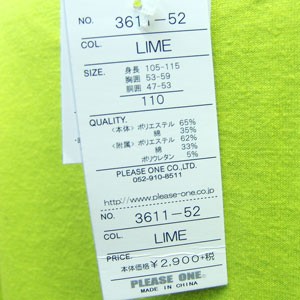 NO. 3611-52
COL. LIME
SIZE. 身長 105-115
胸囲 53-59
胴囲 47-53
110
QUALITY.
<本体> ポリエステル 65%
綿 35%
<附属> ポリエステル 62%
綿 33%
ポリウレタン 5%
PLEASE ONE CO.,LTD.
052-910-8511
http://www.please-one.co.jp
NO. 3611-52
COL. LIME
PRICE.
本体価格 ¥2,900+税
PLEASE ONE.
MADE IN CHINA